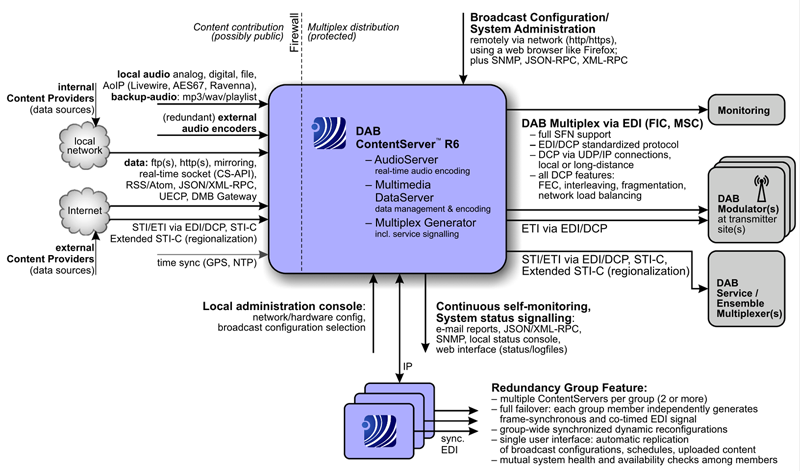 Content contribution
(possibly public)
Firewall
Multiplex distribution
(protected)
Broadcast Configuration/
System Administration
remotely via network (http/https),
using a web browser like Firefox;
plus SNMP, JSON-RPC, XML-RPC
internal
Content Providers
(data sources)
local
network
Internet
external
Content Providers
(data sources)
local audio analog, digital, file,
AoIP (Livewire, AES67, Ravenna),
backup-audio: mp3/wav/playlist
(redundant) external
audio encoders
data: ftp(s), http(s), mirroring,
real-time socket (CS-API),
RSS/Atom, JSON/XML-RPC,
UECP, DMB Gateway
STI/ETI via EDI/DCP, STI-C
Extended STI-C (regionalization)
time sync (GPS, NTP)
DAB
ContentServer™ R6
– AudioServer
real-time audio encoding
– Multimedia
DataServer
data management & encoding
– Multiplex Generator
incl. service signalling
DAB Multiplex via EDI (FIC, MSC)
– full SFN support
– EDI/DCP standardized protocol
– DCP via UDP/IP connections,
local or long-distance
– all DCP features:
FEC, interleaving, fragmentation,
network load balancing
ETI via EDI/DCP
STI/ETI via EDI/DCP, STI-C,
Extended STI-C (regionalization)
Monitoring
DAB
Modulator(s)
at transmitter
site(s)
DAB
Service /
Ensemble
Multiplexer(s)
Local administration console:
network/hardware config,
broadcast configuration selection
Continuous self-monitoring,
System status signalling:
e-mail reports, JSON/XML-RPC,
SNMP, local status console,
web interface (status/logfiles)
IP
sync.
EDI
Redundancy Group Feature:
– multiple ContentServers per group (2 or more)
– full failover: each group member independently generates
frame-synchronous and co-timed EDI signal
– group-wide synchronized dynamic reconfigurations
– single user interface: automatic replication
of broadcast configurations, schedules, uploaded content
– mutual system health and availability checks among members